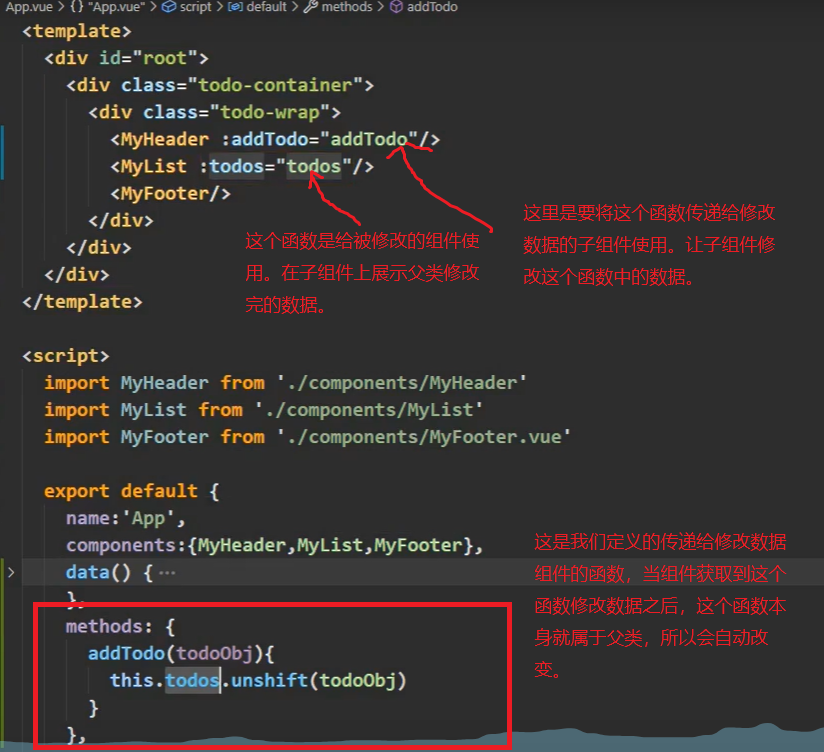 App.vue > {} "App.vue" > script > default > methods > addTodo
<template>
<div id="root">
<div class="todo-container">
<div class="todo-wrap">
<MyHeader :addTodo="addTodo"/>
<MyList :todos="todos"/>
<MyFooter/>
</div>
</div>
</div>
</template>
这个函数是给被修改的组件使
用。在子组件上展示父类修改
完的数据。
这里是要将这个函数传递给修改
数据的子组件使用。让子组件修
改这个函数中的数据。
<script>
import MyHeader from './components/MyHeader'
import MyList from './components/MyList'
import MyFooter from './components/MyFooter.vue'
export default {
name:'App',
components:{MyHeader,MyList,MyFooter},
data() { ···
},
methods: {
addTodo(todoObj){
this.todos.unshift(todoObj)
}
},
这是我们定义的传递给修改数据
组件的函数，当组件获取到这个
函数修改数据之后，这个函数本
身就属于父类，所以会自动改
变。